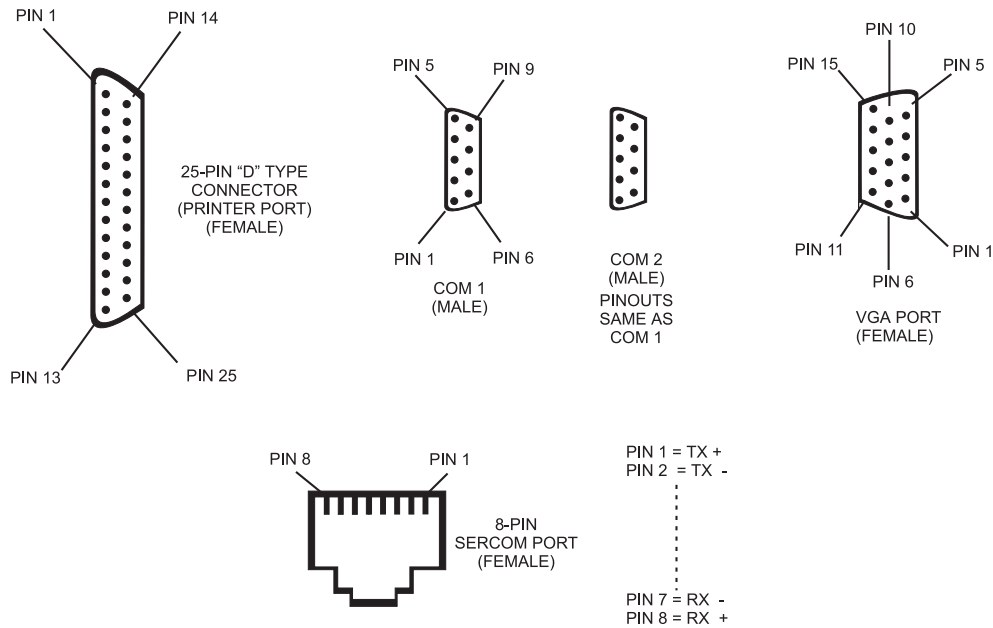 PIN 1
PIN 14
25-PIN “D” TYPE
CONNECTOR
(PRINTER PORT)
(FEMALE)
PIN 13
PIN 25
PIN 5
PIN 9
PIN 1
PIN 6
COM 1
(MALE)
COM 2
(MALE)
PINOUTS
SAME AS
COM 1
PIN 10
PIN 15
PIN 5
PIN 11
PIN 1
PIN 6
VGA PORT
(FEMALE)
PIN 8
PIN 1
8-PIN
SERCOM PORT
(FEMALE)
PIN 1 = TX +
PIN 2 = TX -
PIN 7 = RX -
PIN 8 = RX +